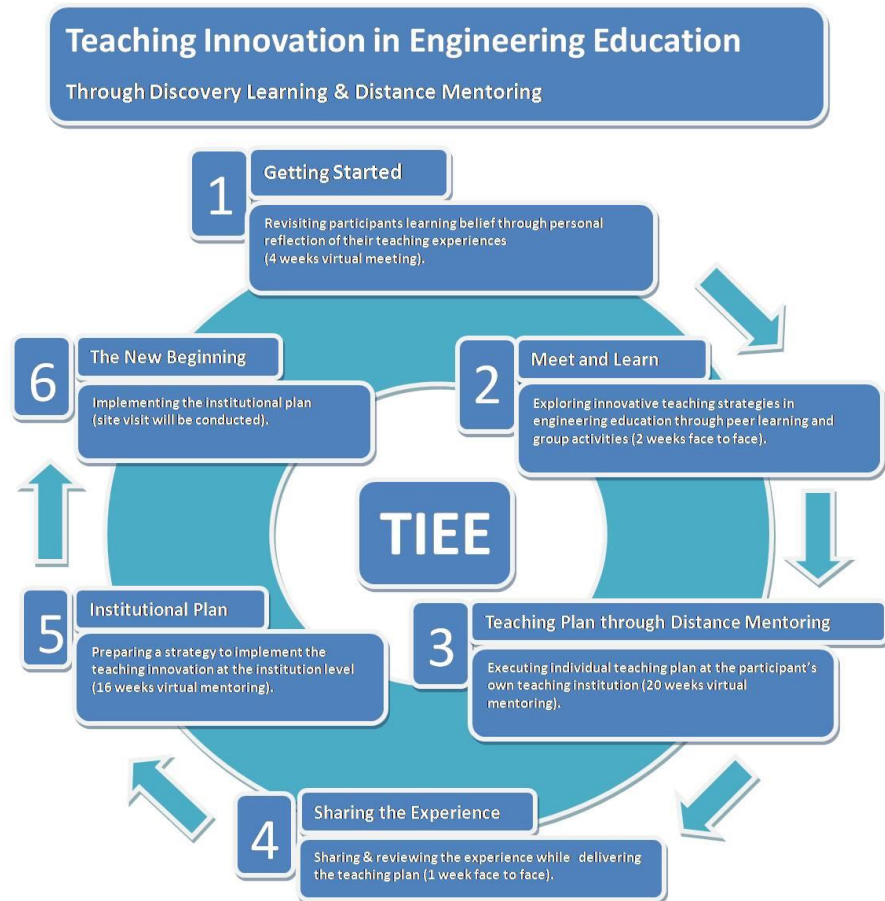 Teaching Innovation in Engineering Education
Through Discovery Learning & Distance Mentoring
1
Getting Started
Revisiting participants learning belief through personal
reflection of their teaching experiences
(4 weeks virtual meeting).
2
Meet and Learn
Exploring innovative teaching strategies in
engineering education through peer learning and
group activities (2 weeks face to face).
3
Teaching Plan through Distance Mentoring
Executing individual teaching plan at the participant's
own teaching institution (20 weeks virtual
mentoring).
4
Sharing the Experience
Sharing & reviewing the experience while delivering
the teaching plan (1 week face to face).
5
Institutional Plan
Preparing a strategy to implement the
teaching innovation at the institution level
(16 weeks virtual mentoring).
6
The New Beginning
Implementing the institutional plan
(site visit will be conducted).
TIEE